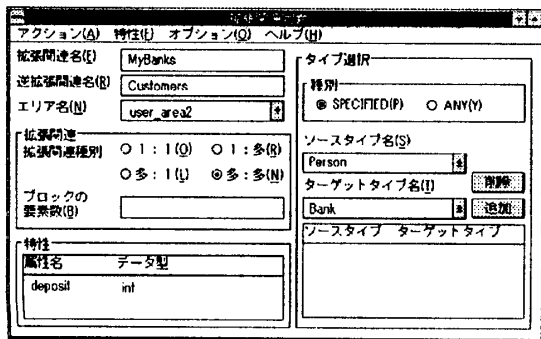 アクション(A) 特性(F) オプション(O) ヘルプ(H)
拡張関連名(E) MyBanks
逆拡張関連名(R) Customers
エリア名(N) user_area2
拡張関連
拡張関連種別 1：1(O) 1：多(R)
多：1(L) 多：多(N)
ブロックの
要素数(B)
特性
属性名 データ型
deposit int
タイプ選択
種別
SPECIFIED(P) ANY(Y)
ソースタイプ名(S)
Person
ターゲットタイプ名(T) 削除
Bank 追加
ソースタイプ ターゲットタイプ